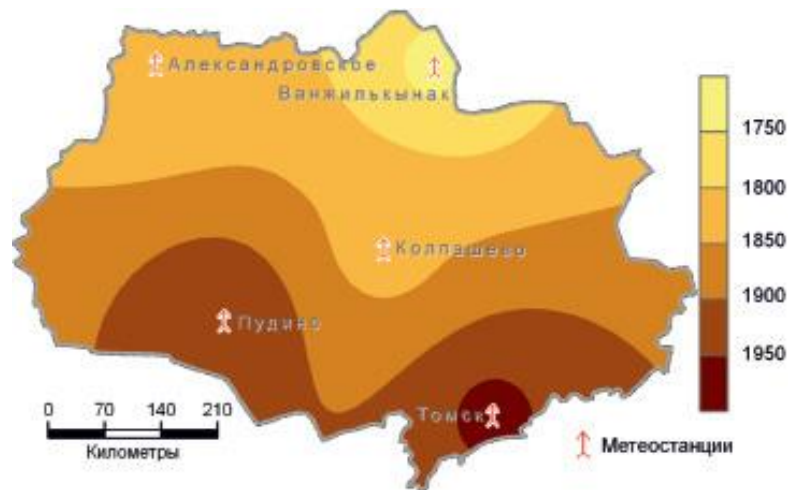 Александровское
Ванжилькынак
Колпашево
Пудино
Томск
1750
1800
1850
1900
1950
0 70 140 210
Километры
Метеостанции